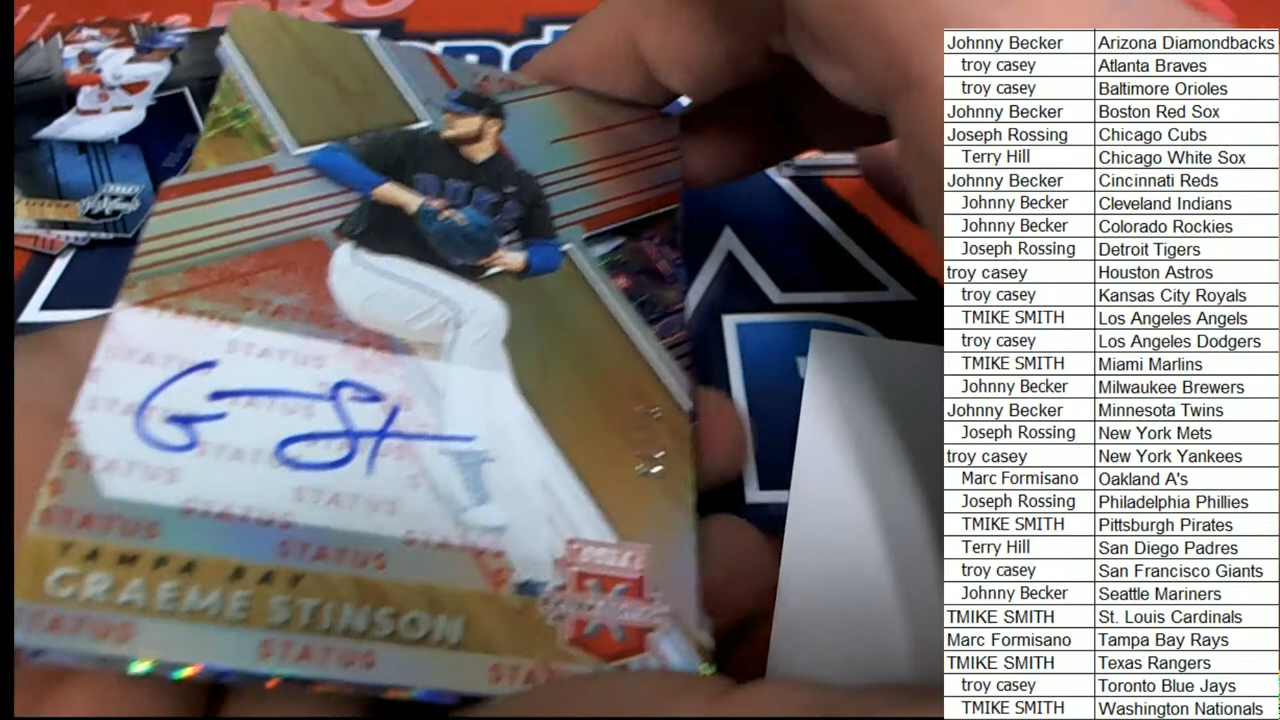 PRO
STATUS
STATUS
STATUS
STATUS
STATUS
STATUS
STATUS
STATUS
TAMPA BAY
GRAEME STINSON
STATUS
STATUS
Johnny Becker Arizona Diamondbacks
troy casey Atlanta Braves
troy casey Baltimore Orioles
Johnny Becker Boston Red Sox
Joseph Rossing Chicago Cubs
Terry Hill Chicago White Sox
Johnny Becker Cincinnati Reds
Johnny Becker Cleveland Indians
Johnny Becker Colorado Rockies
Joseph Rossing Detroit Tigers
troy casey Houston Astros
troy casey Kansas City Royals
TMIKE SMITH Los Angeles Angels
troy casey Los Angeles Dodgers
TMIKE SMITH Miami Marlins
Johnny Becker Milwaukee Brewers
Johnny Becker Minnesota Twins
Joseph Rossing New York Mets
troy casey New York Yankees
Marc Formisano Oakland A's
Joseph Rossing Philadelphia Phillies
TMIKE SMITH Pittsburgh Pirates
Terry Hill San Diego Padres
troy casey San Francisco Giants
Johnny Becker Seattle Mariners
TMIKE SMITH St. Louis Cardinals
Marc Formisano Tampa Bay Rays
TMIKE SMITH Texas Rangers
troy casey Toronto Blue Jays
TMIKE SMITH Washington Nationals